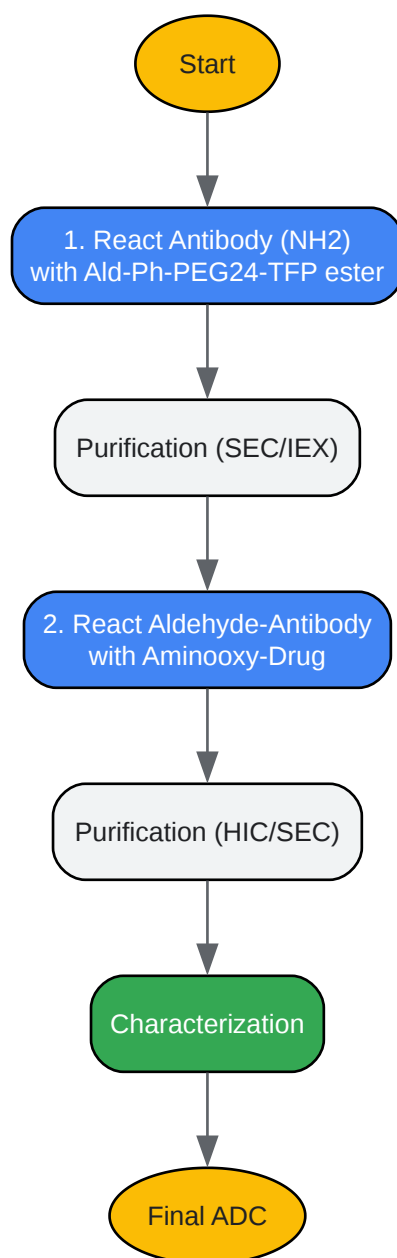 Start
1. React Antibody (NH2)
with Ald-Ph-PEG24-TFP ester
Purification (SEC/IEX)
2. React Aldehyde-Antibody
with Aminooxy-Drug
Purification (HIC/SEC)
Characterization
Final ADC